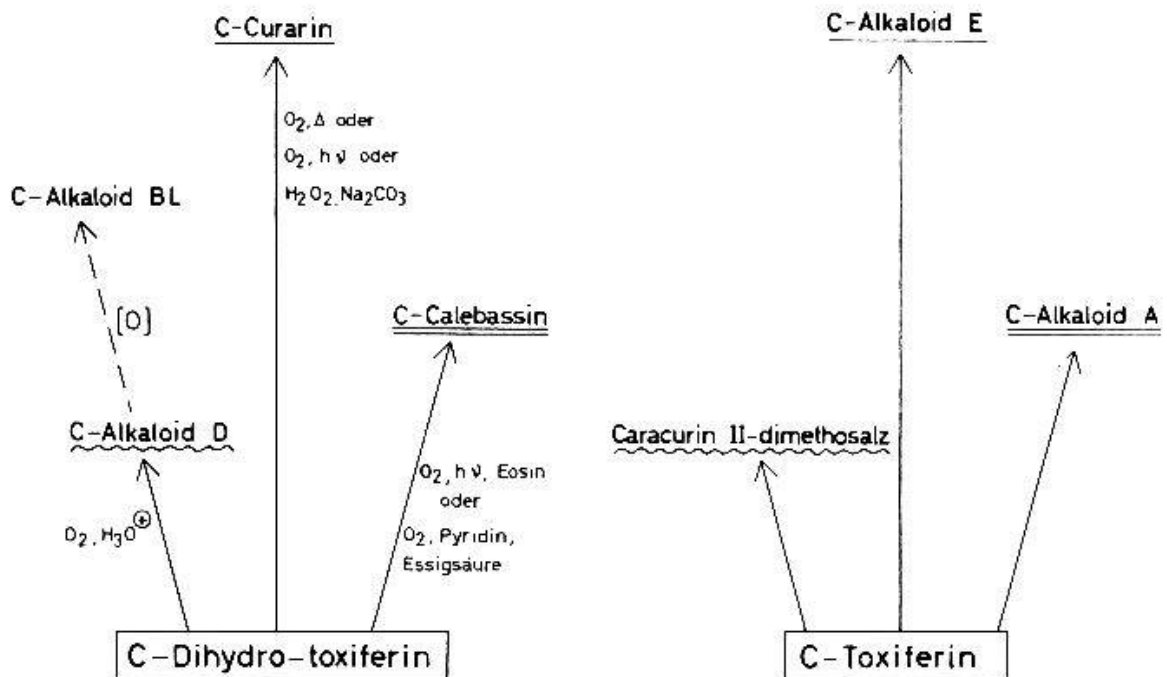 C-Curarin
O₂, Δ oder
O₂, hν oder
H₂O₂, Na₂CO₃
C-Alkaloid BL
[O]
C-Calebassin
C-Alkaloid D
O₂, H₃O⊕
O₂, hν, Eosin
oder
O₂, Pyridin,
Essigsäure
C-Dihydro-toxiferin
C-Alkaloid E
C-Alkaloid A
Caracurin II-dimethosalz
C-Toxiferin